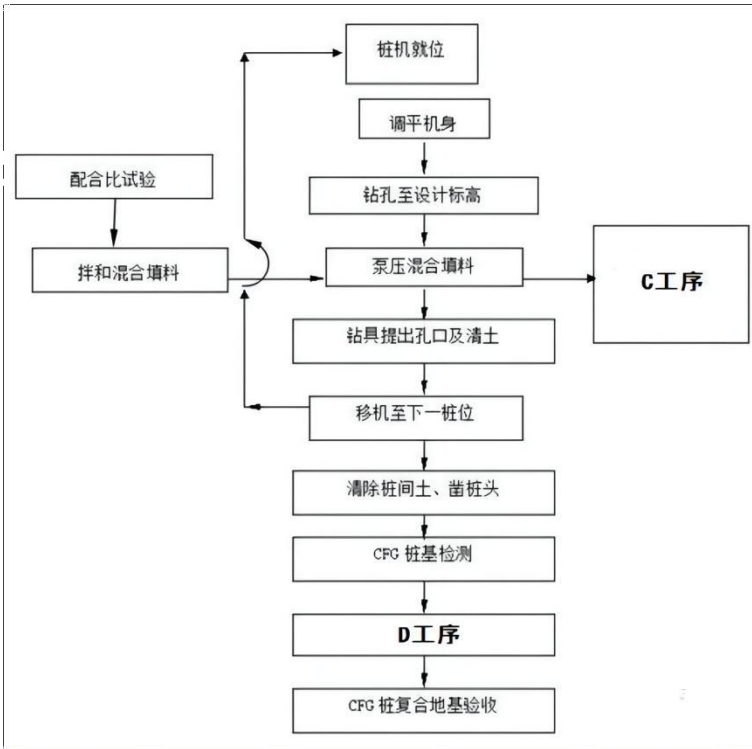 桩机就位
调平机身
配合比试验
钻孔至设计标高
拌和混合填料
泵压混合填料
C工序
钻具提出孔口及清土
移机至下一桩位
清除桩间土、凿桩头
CFG 桩基检测
D工序
CFG 桩复合地基验收